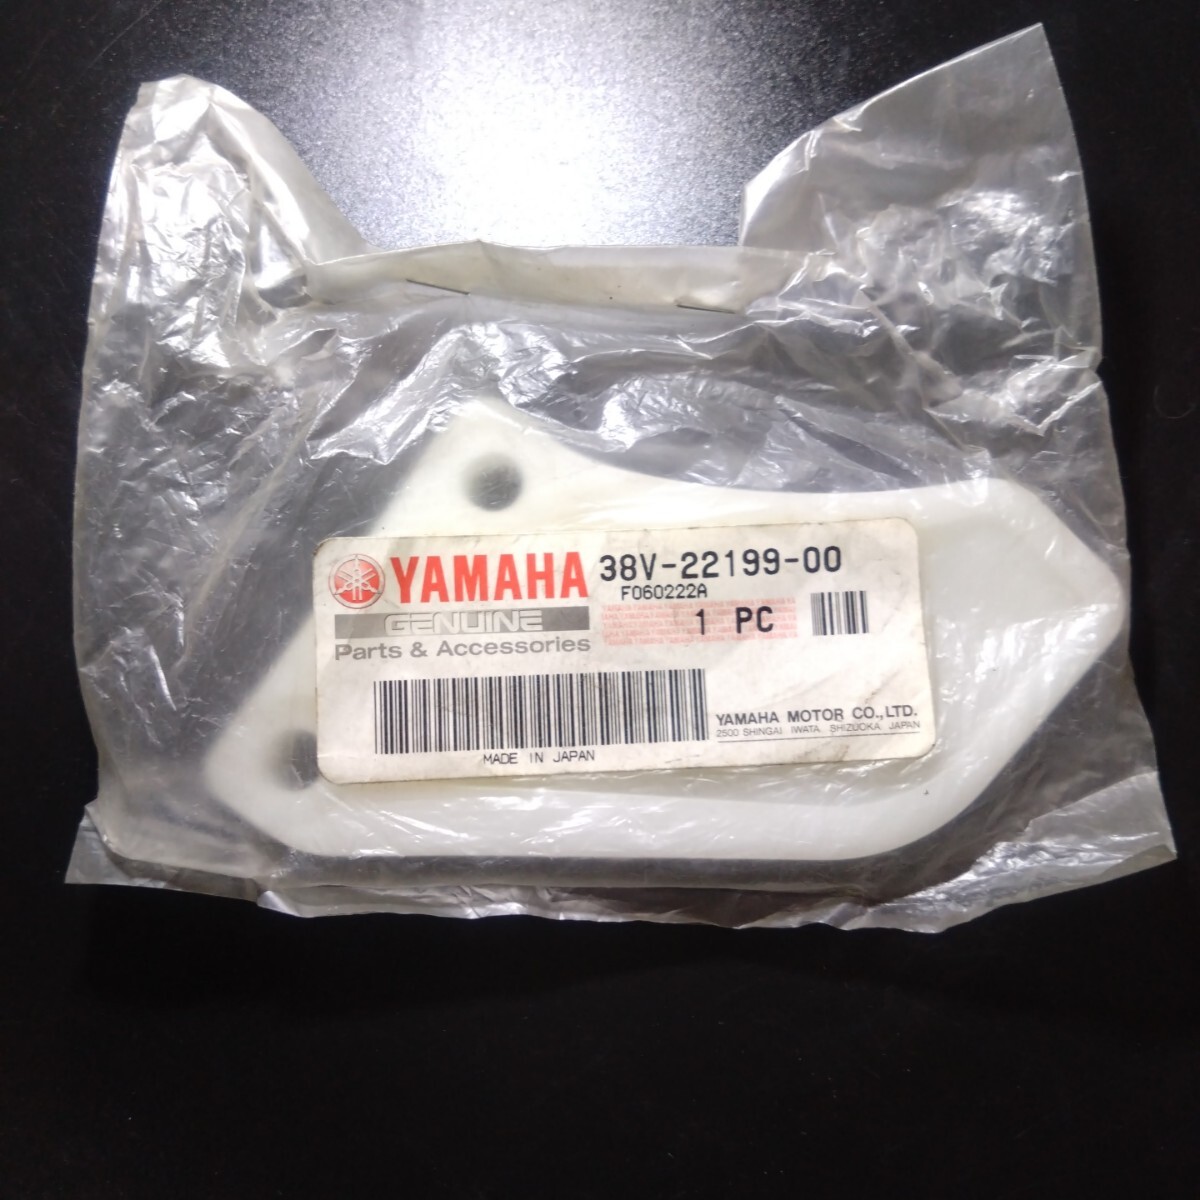 YAMAHA
GENUINE
Parts & Accessories
38V-22199-00
F060222A
1 PC
YAMAHA MOTOR CO.,LTD.
2500 SHINGAI IWATA SHIZUOKA JAPAN
MADE IN JAPAN